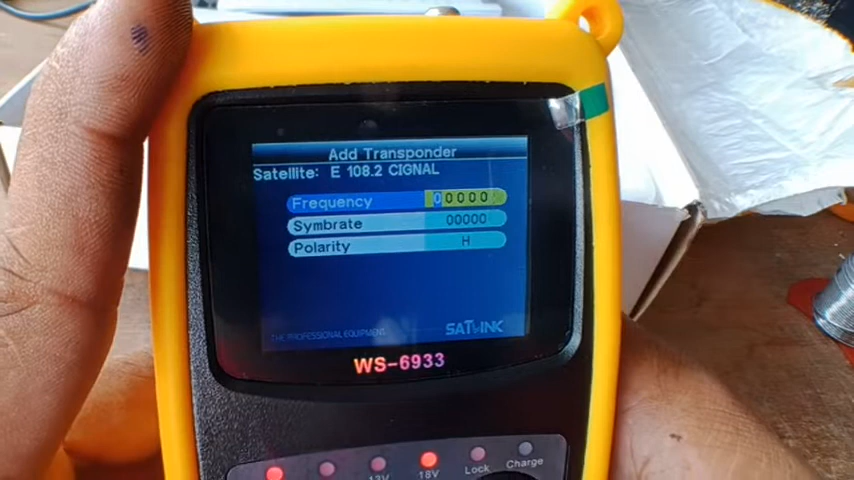 Add Transponder
Satellite: E 108.2 CIGNAL
Frequency 00000
Symbrate 00000
Polarity H
THE PROFESSIONAL EQUIPMENT SATLINK
WS-6933
13V 18V Lock Charge